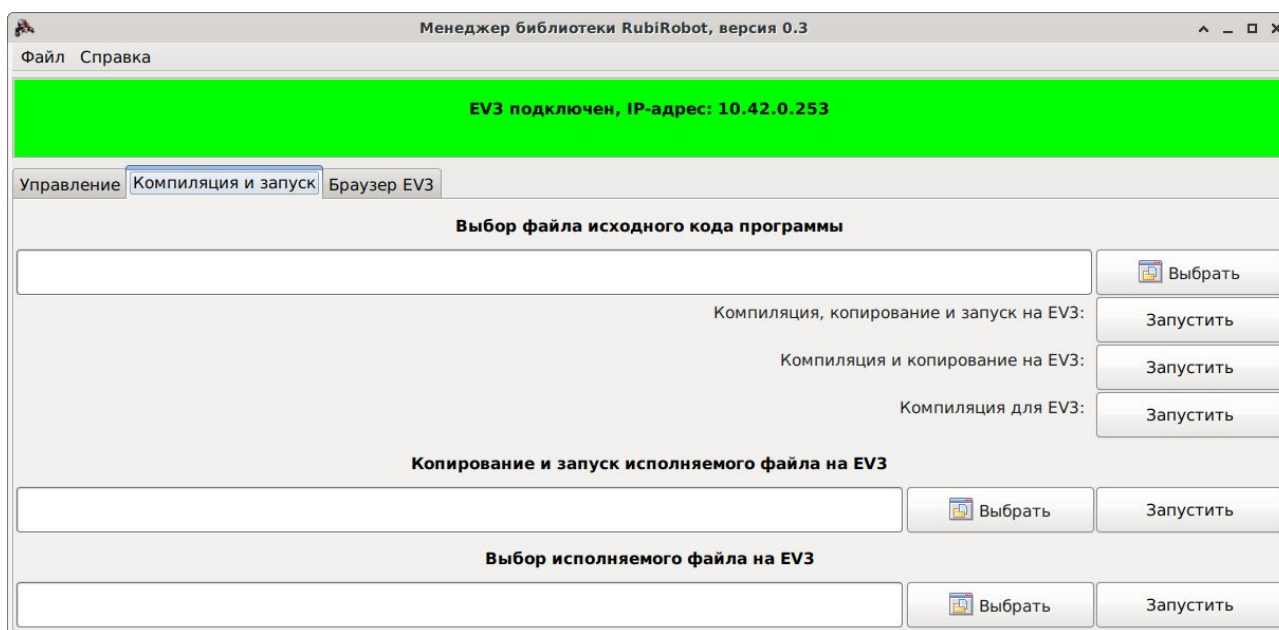 Менеджер библиотеки RubiRobot, версия 0.3
Файл Справка
EV3 подключен, IP-адрес: 10.42.0.253
Управление Компиляция и запуск Браузер EV3
Выбор файла исходного кода программы
Выбрать
Компиляция, копирование и запуск на EV3: Запустить
Компиляция и копирование на EV3: Запустить
Компиляция для EV3: Запустить
Копирование и запуск исполняемого файла на EV3
Выбрать Запустить
Выбор исполняемого файла на EV3
Выбрать Запустить